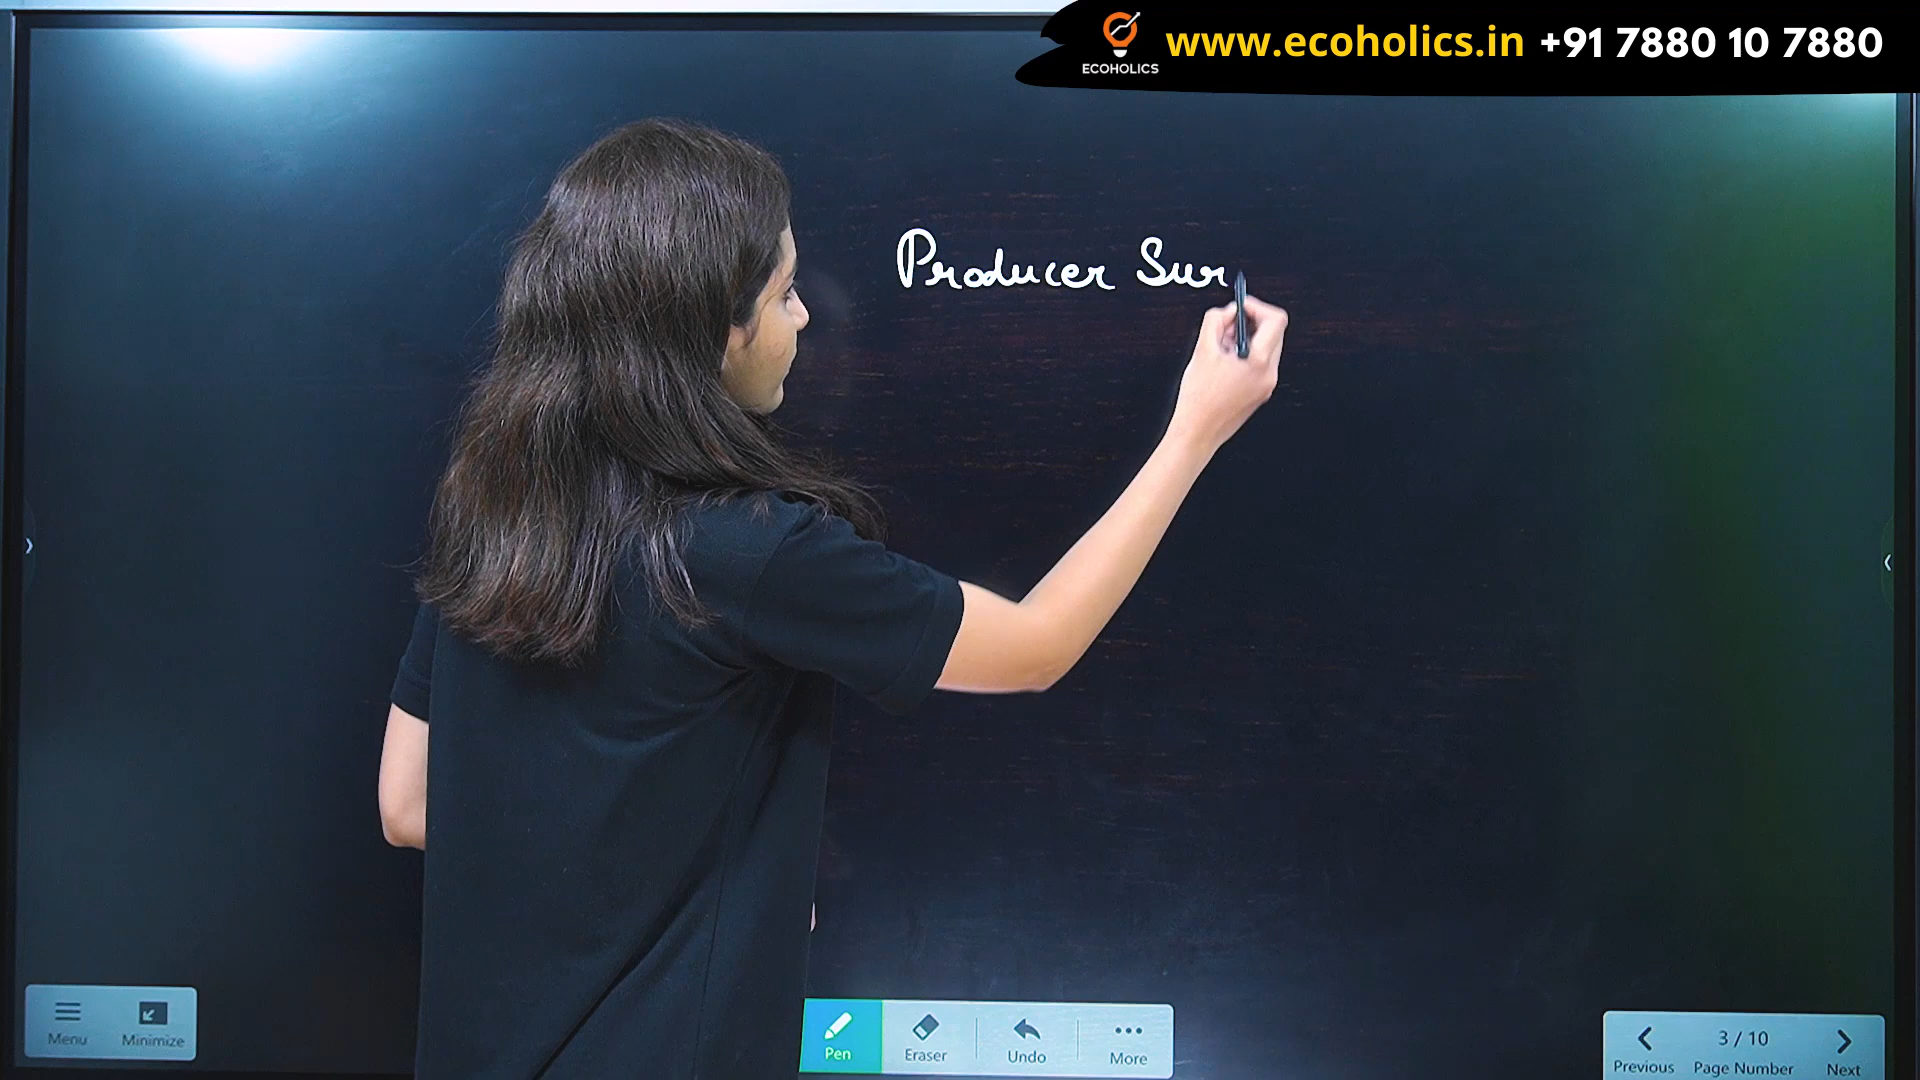 ECOHOLICS
www.ecoholics.in +91 7880 10 7880
Producer Sur
Menu
Minimize
Pen
Eraser
Undo
More
Previous
3 / 10
Page Number
Next